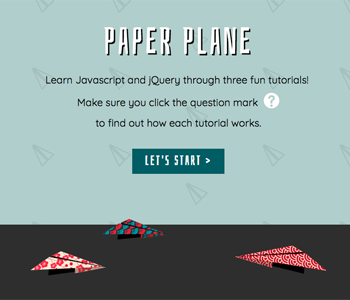 PAPER PLANE
Learn Javascript and jQuery through three fun tutorials!
Make sure you click the question mark ?
to find out how each tutorial works.
LET'S START >